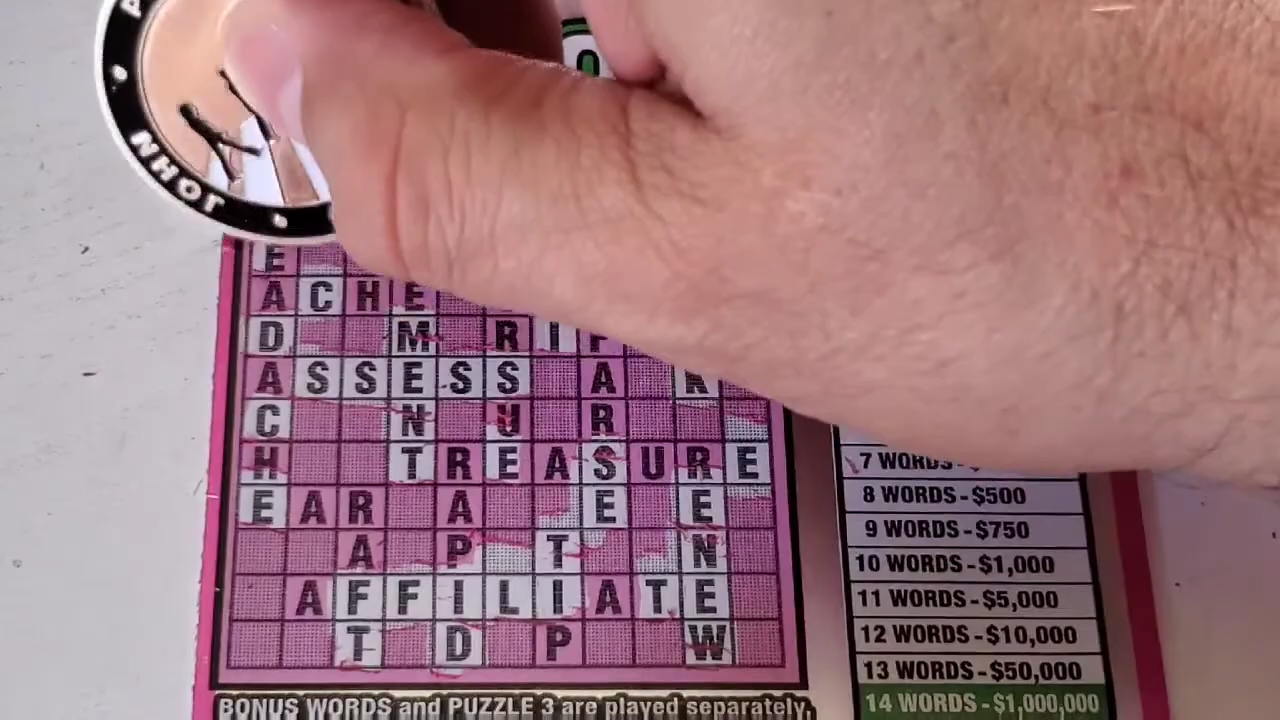 JOHN
E
ACHE
D M R I
ASSESS A
C N U R
H TREASURE
EAR A E E
A P T N
AFFILIATE
T D P W
7 WORDS-$
8 WORDS-$500
9 WORDS-$750
10 WORDS-$1,000
11 WORDS-$5,000
12 WORDS-$10,000
13 WORDS-$50,000
14 WORDS-$1,000,000
BONUS WORDS and PUZZLE 3 are played separately.